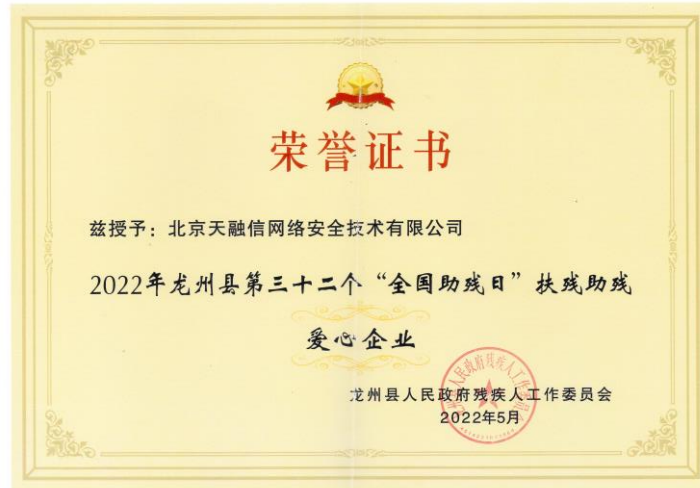 荣誉证书
兹授予：北京天融信网络安全技术有限公司
2022年龙州县第三十二个“全国助残日”扶残助残
爱心企业
龙州县人民政府残疾人工作委员会
2022年5月